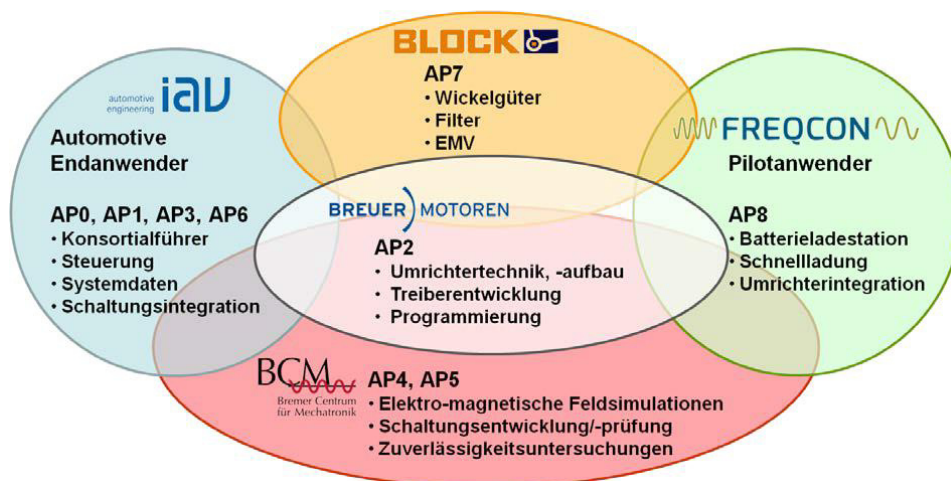 automotive
engineering
iav
Automotive
Endanwender
AP0, AP1, AP3, AP6
• Konsortialführer
• Steuerung
• Systemdaten
• Schaltungsintegration
BLOCK
AP7
• Wickelgüter
• Filter
• EMV
FREQCON
Pilotanwender
AP8
• Batterieladestation
• Schnellladung
• Umrichterintegration
BREUER MOTOREN
AP2
• Umrichtertechnik, -aufbau
• Treiberentwicklung
• Programmierung
BCM
Bremer Centrum
für Mechatronik
AP4, AP5
• Elektro-magnetische Feldsimulationen
• Schaltungsentwicklung/-prüfung
• Zuverlässigkeitsuntersuchungen